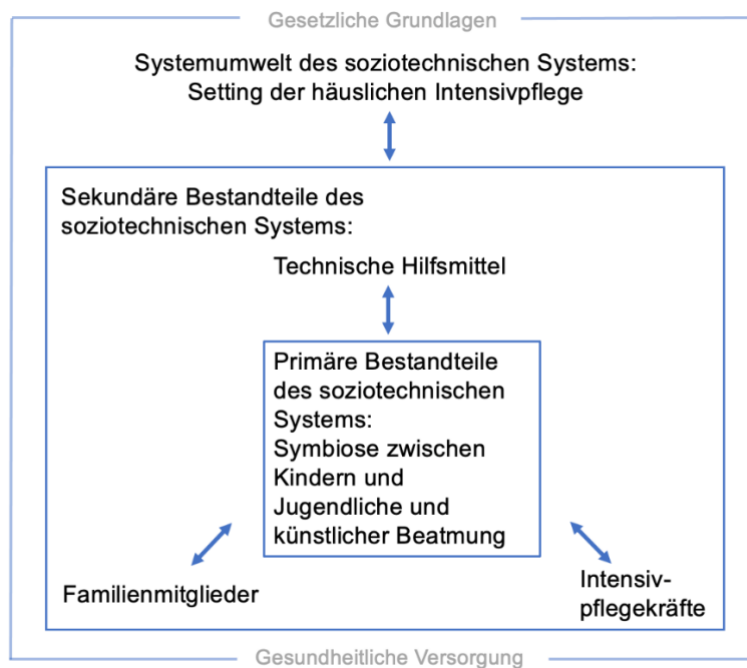 Gesetzliche Grundlagen
Systemumwelt des soziotechnischen Systems:
Setting der häuslichen Intensivpflege
Sekundäre Bestandteile des
soziotechnischen Systems:
Technische Hilfsmittel
Primäre Bestandteile
des soziotechnischen
Systems:
Symbiose zwischen
Kindern und
Jugendliche und
künstlicher Beatmung
Familienmitglieder
Intensiv-
pflegekräfte
Gesundheitliche Versorgung